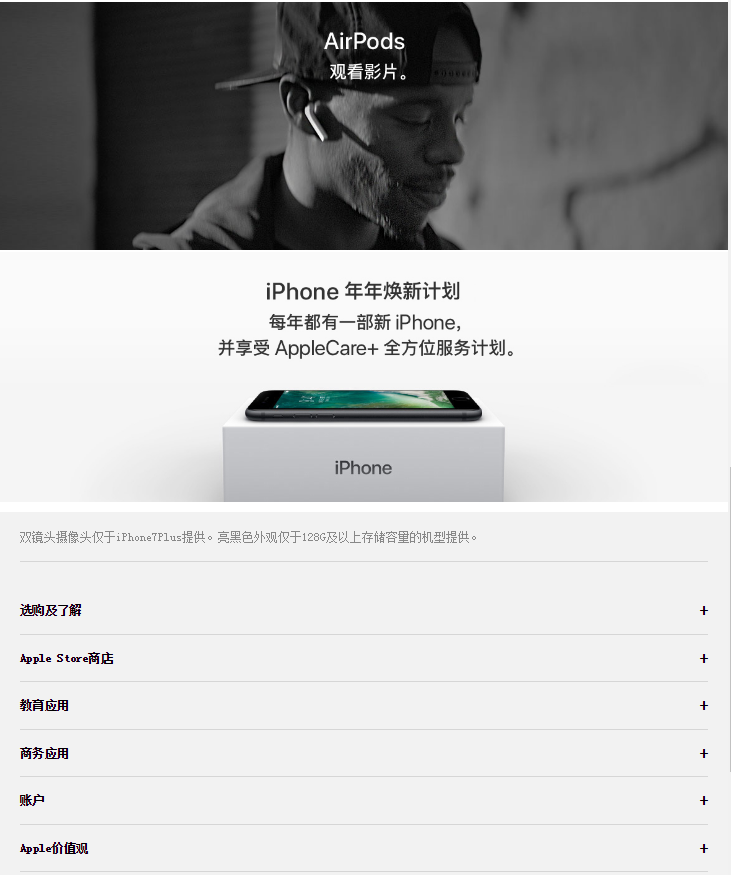 AirPods
观看影片。
iPhone 年年焕新计划
每年都有一部新 iPhone，
并享受 AppleCare+ 全方位服务计划。
iPhone
双镜头摄像头仅于iPhone7Plus提供。亮黑色外观仅于128G及以上存储容量的机型提供。
选购及了解 +
Apple Store商店 +
教育应用 +
商务应用 +
账户 +
Apple价值观 +